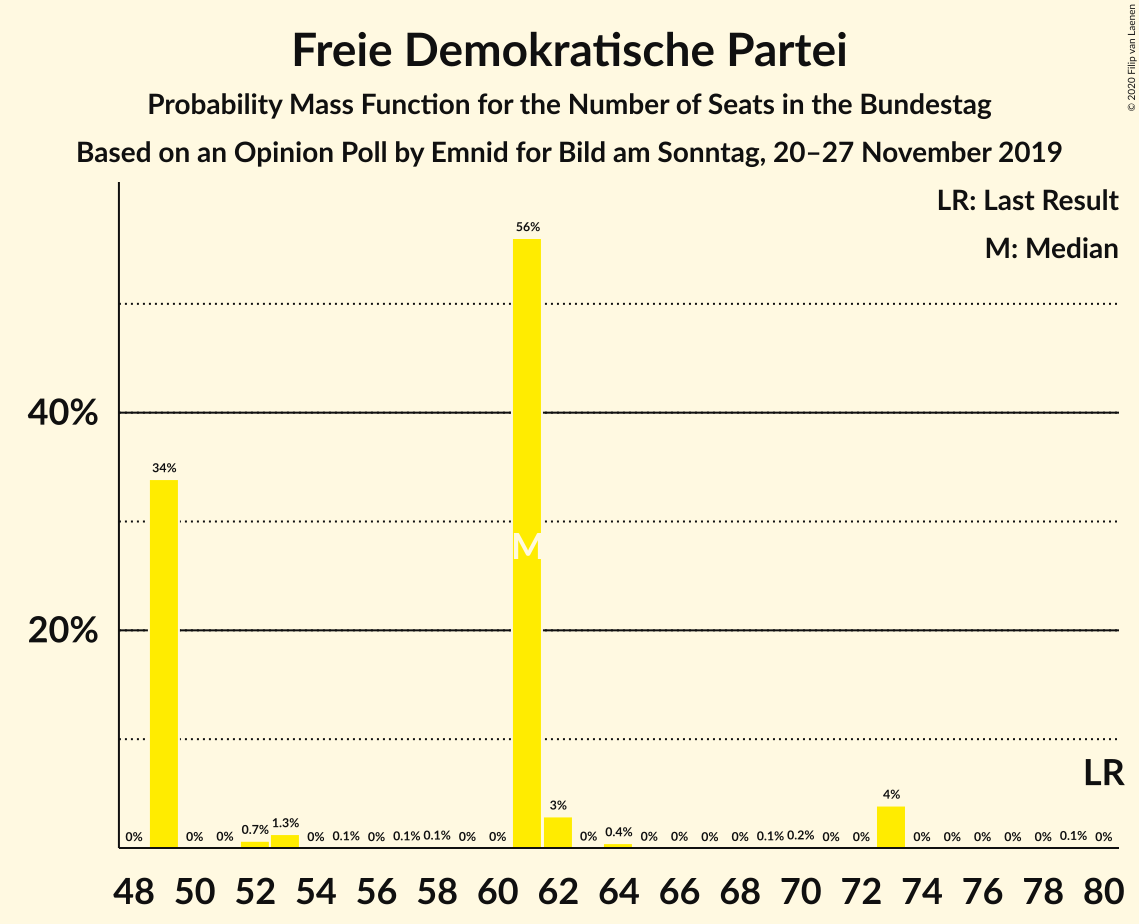 Freie Demokratische Partei
Probability Mass Function for the Number of Seats in the Bundestag
Based on an Opinion Poll by Emnid for Bild am Sonntag, 20–27 November 2019
© 2020 Filip van Laenen
LR: Last Result
M: Median
40%
20%
0% 34% 0% 0% 0.7% 1.3% 0% 0.1% 0% 0.1% 0.1% 0% 0% 56% 3% 0% 0.4% 0% 0% 0% 0% 0.1% 0.2% 0% 0% 4% 0% 0% 0% 0% 0% 0.1% 0%
M
LR
48 50 52 54 56 58 60 62 64 66 68 70 72 74 76 78 80